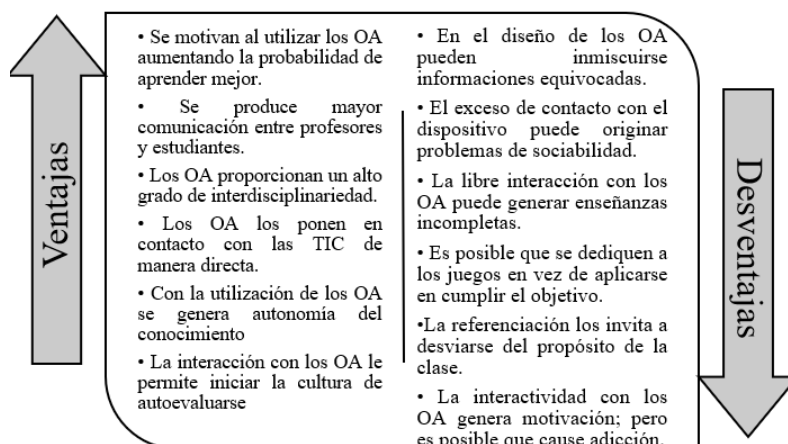 Ventajas
• Se motivan al utilizar los OA
aumentando la probabilidad de
aprender mejor.
• Se produce mayor
comunicación entre profesores
y estudiantes.
• Los OA proporcionan un alto
grado de interdisciplinariedad.
• Los OA los ponen en
contacto con las TIC de
manera directa.
• Con la utilización de los OA
se genera autonomía del
conocimiento
• La interacción con los OA le
permite iniciar la cultura de
autoevaluarse
• En el diseño de los OA
pueden inmiscuirse
informaciones equivocadas.
• El exceso de contacto con el
dispositivo puede originar
problemas de sociabilidad.
• La libre interacción con los
OA puede generar enseñanzas
incompletas.
• Es posible que se dediquen a
los juegos en vez de aplicarse
en cumplir el objetivo.
•La referenciación los invita a
desviarse del propósito de la
clase.
• La interactividad con los
OA genera motivación; pero
es posible que cause adicción.
Desventajas